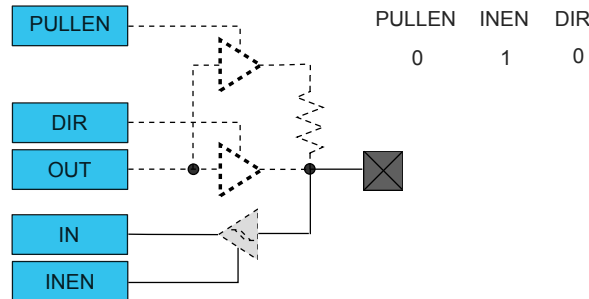 PULLEN
PULLEN INEN DIR
0 1 0
DIR
OUT
IN
INEN